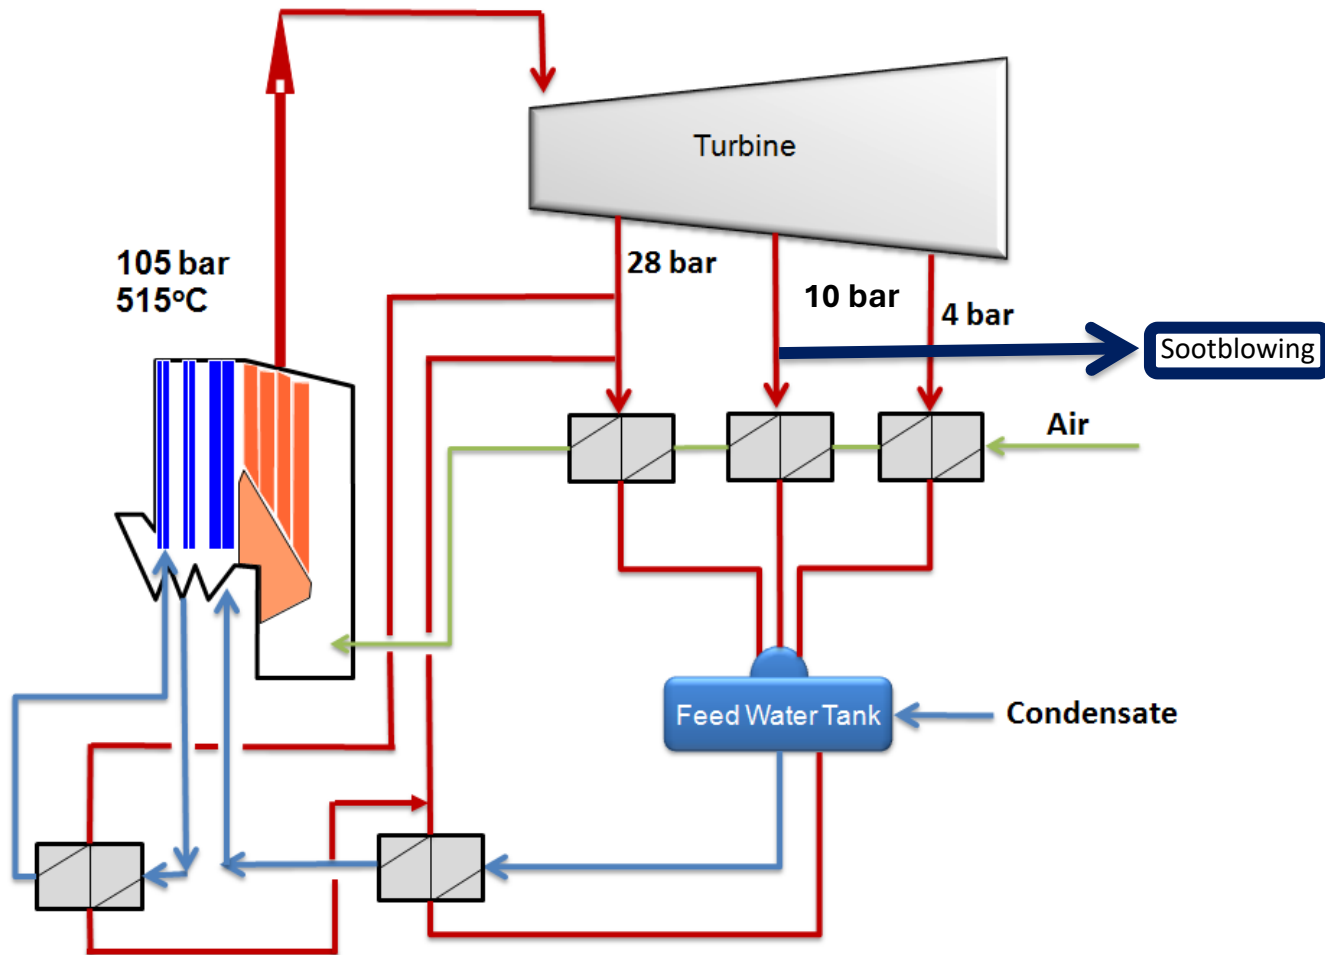 Turbine
105 bar
515°C
28 bar
10 bar
4 bar
Sootblowing
Air
Feed Water Tank
Condensate